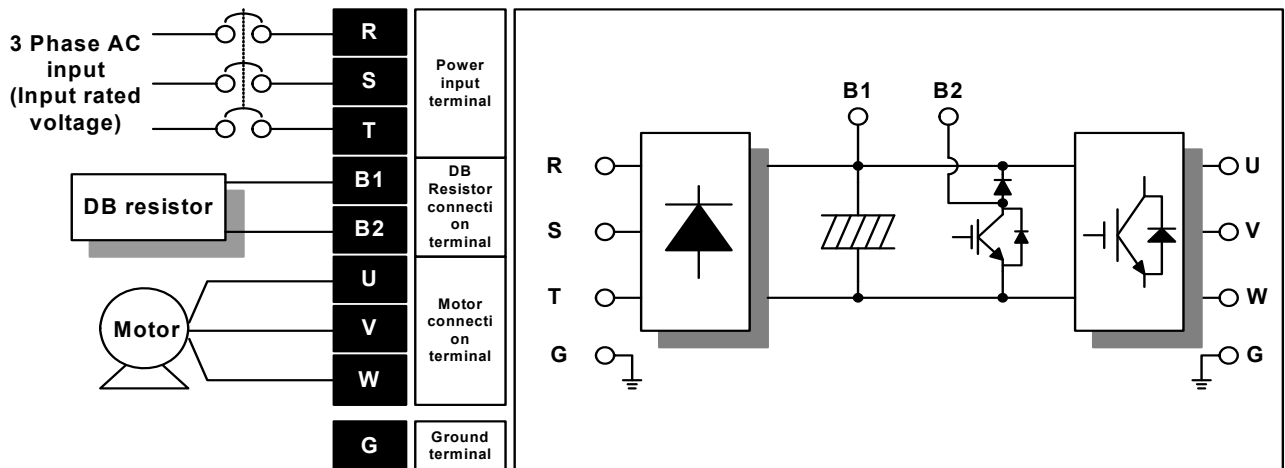 3 Phase AC
input
(Input rated
voltage)
R
S
T
Power
input
terminal
DB resistor
B1
B2
DB
Resistor
connecti
on
terminal
Motor
U
V
W
Motor
connecti
on
terminal
G
Ground
terminal
B1
B2
R
S
T
G
U
V
W
G